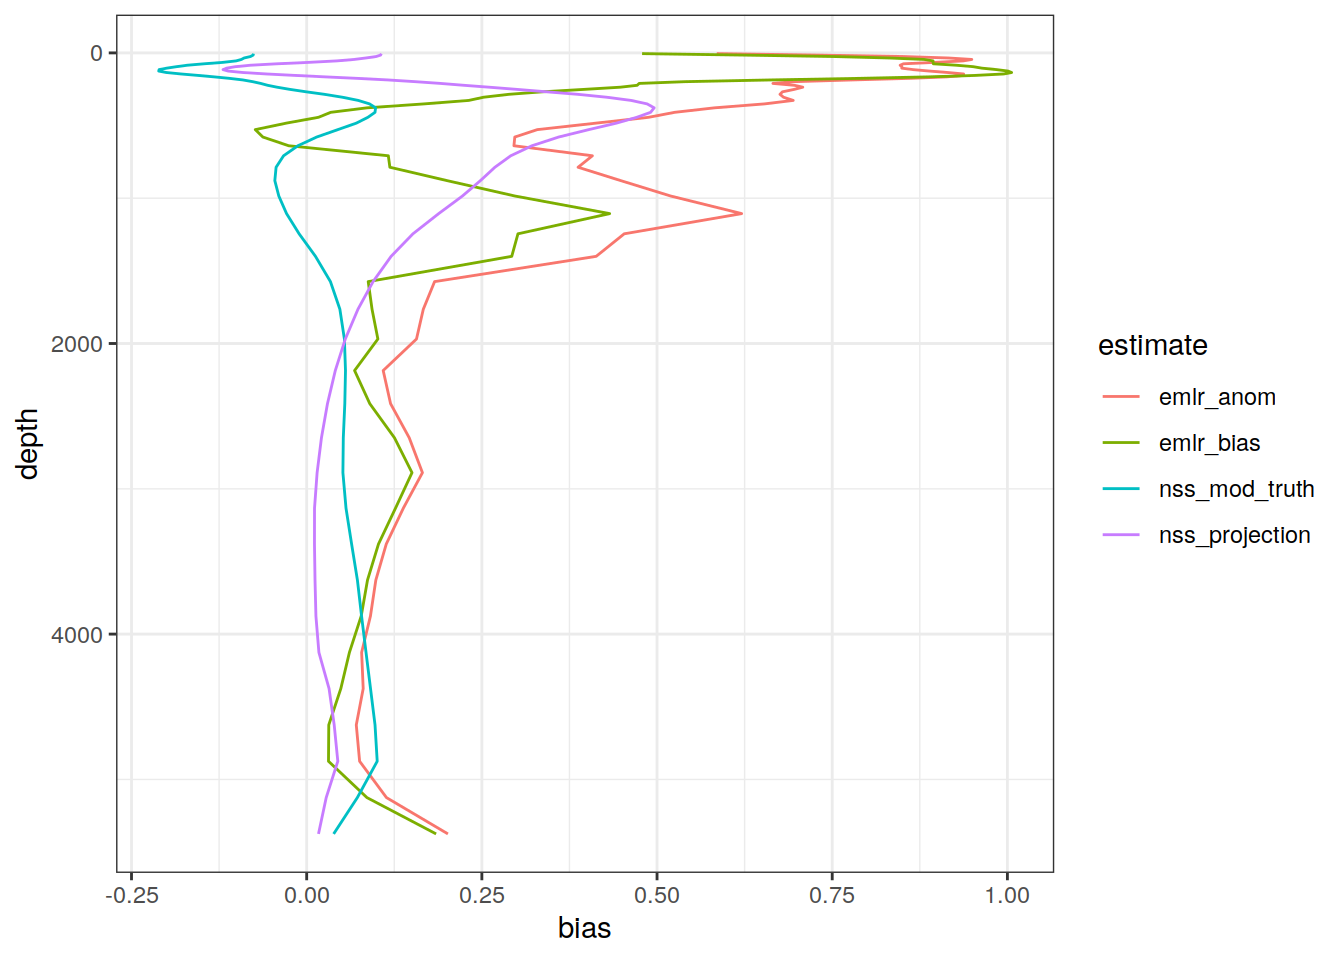 0
2000
4000
depth
-0.25
0.00
0.25
0.50
0.75
1.00
bias
estimate
emlr_anom
emlr_bias
nss_mod_truth
nss_projection